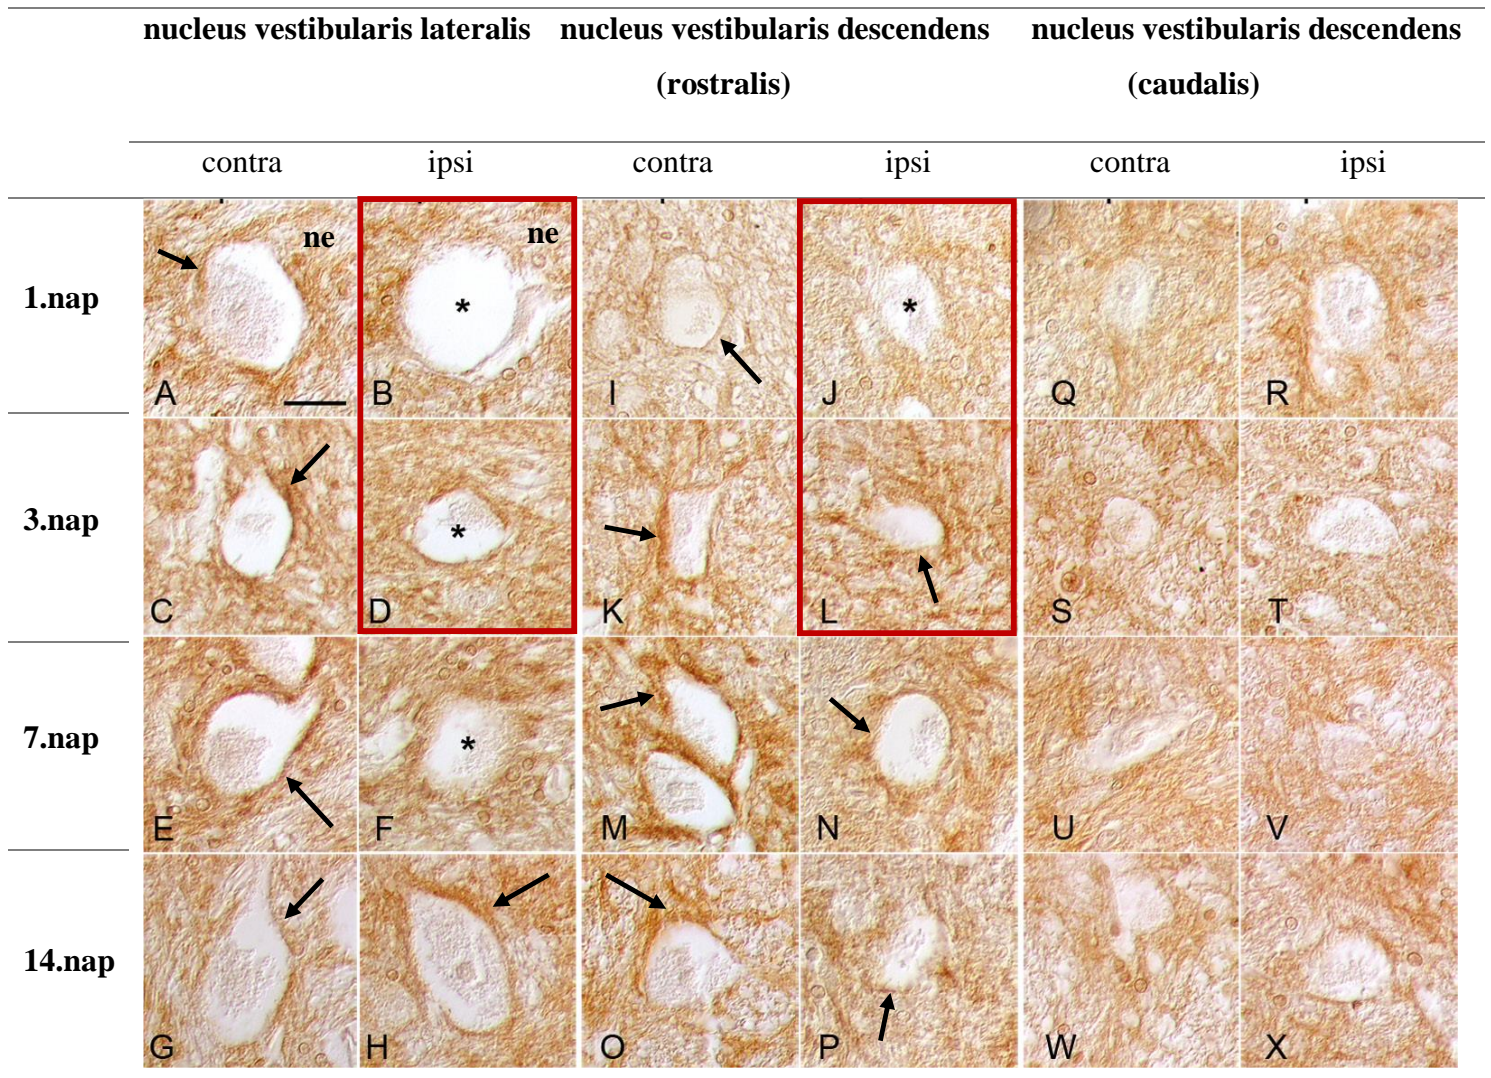 nucleus vestibularis lateralis nucleus vestibularis descendens nucleus vestibularis descendens
(rostralis) (caudalis)
contra ipsi contra ipsi contra ipsi
1.nap
ne ne
* *
A B I J Q R
3.nap
*
C D K L S T
7.nap
*
E F M N U V
14.nap
G H O P W X